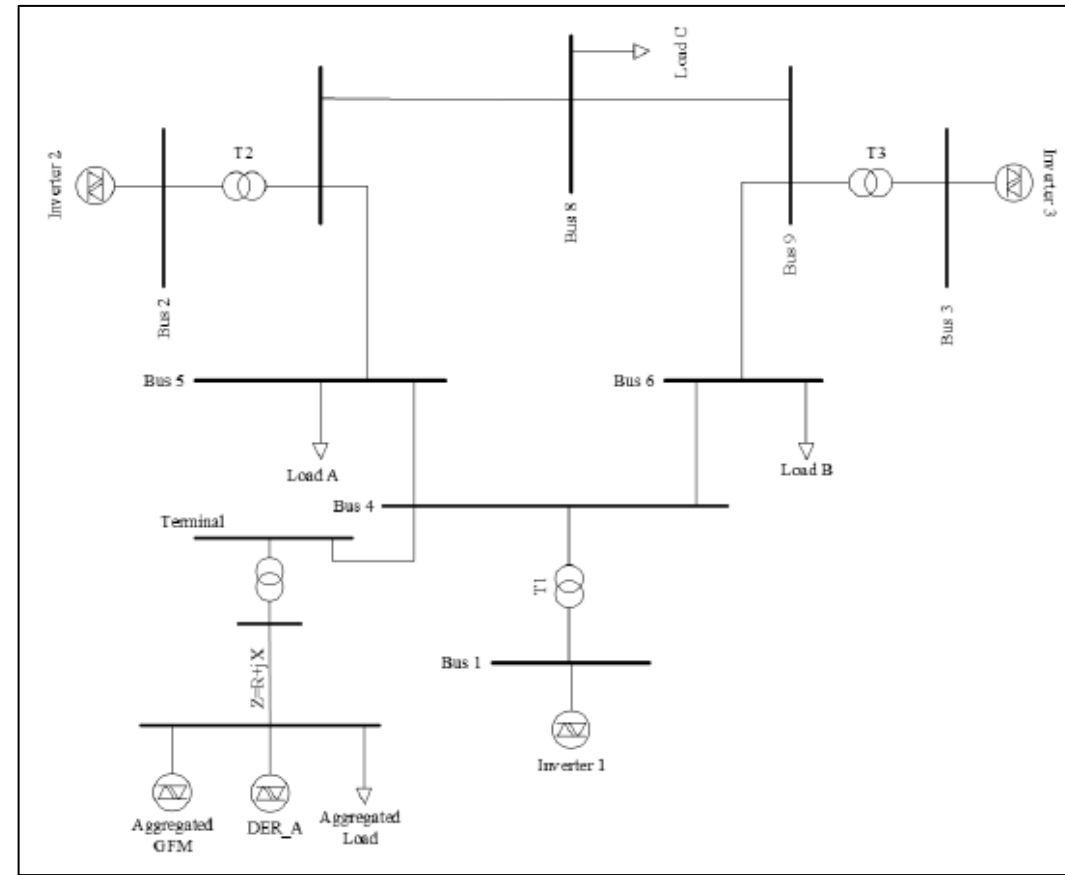 Load C
T2
T3
Inverter 2
Inverter 3
Bus 8
Bus 9
Bus 2
Bus 3
Bus 5
Bus 6
Load A
Load B
Bus 4
Terminal
T1
Z=R+jX
Bus 1
Inverter 1
Aggregated
GFM
DER_A
Aggregated
Load